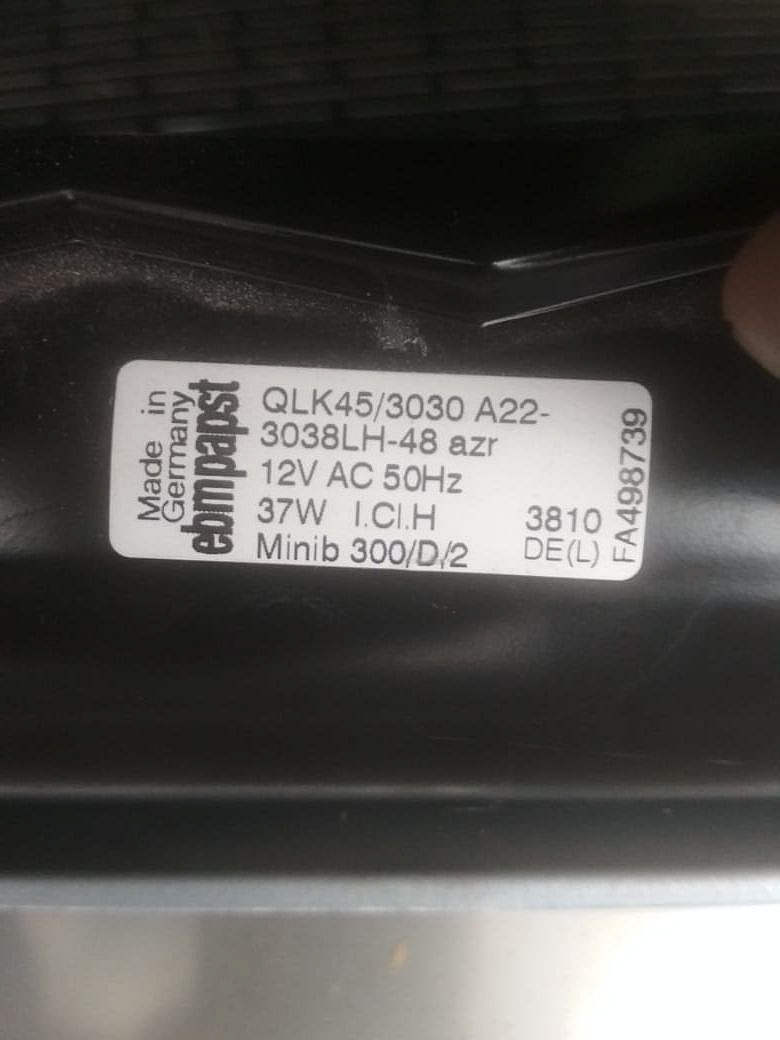 Made in
Germany
ebmpapst
QLK45/3030 A22-
3038LH-48 azr
12V AC 50Hz
37W I.Cl.H
Minib 300/D/2
3810
DE(L)
FA498739